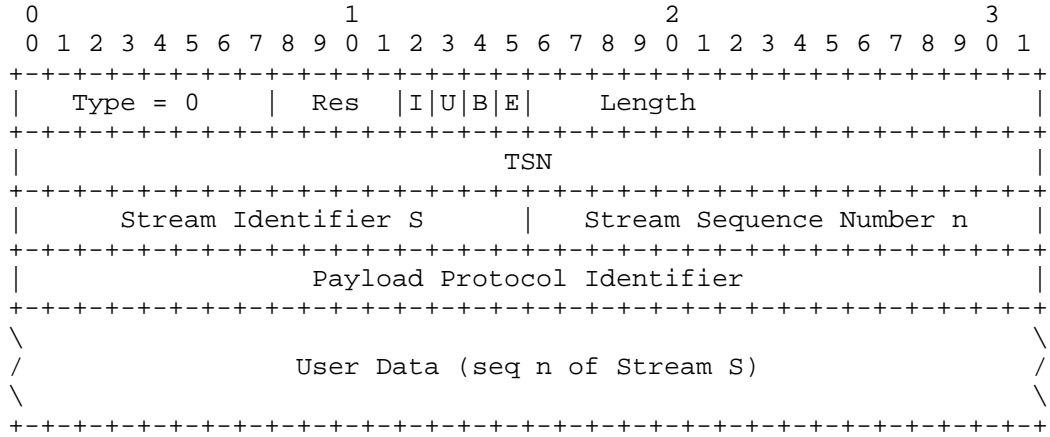 0                   1                   2                   3
 0 1 2 3 4 5 6 7 8 9 0 1 2 3 4 5 6 7 8 9 0 1 2 3 4 5 6 7 8 9 0 1
+-+-+-+-+-+-+-+-+-+-+-+-+-+-+-+-+-+-+-+-+-+-+-+-+-+-+-+-+-+-+-+-+
|   Type = 0    |  Res  |I|U|B|E|    Length                     |
+-+-+-+-+-+-+-+-+-+-+-+-+-+-+-+-+-+-+-+-+-+-+-+-+-+-+-+-+-+-+-+-+
|                              TSN                              |
+-+-+-+-+-+-+-+-+-+-+-+-+-+-+-+-+-+-+-+-+-+-+-+-+-+-+-+-+-+-+-+-+
|      Stream Identifier S      |   Stream Sequence Number n    |
+-+-+-+-+-+-+-+-+-+-+-+-+-+-+-+-+-+-+-+-+-+-+-+-+-+-+-+-+-+-+-+-+
|                  Payload Protocol Identifier                  |
+-+-+-+-+-+-+-+-+-+-+-+-+-+-+-+-+-+-+-+-+-+-+-+-+-+-+-+-+-+-+-+-+
\                                                               \
/                 User Data (seq n of Stream S)                 /
\                                                               \
+-+-+-+-+-+-+-+-+-+-+-+-+-+-+-+-+-+-+-+-+-+-+-+-+-+-+-+-+-+-+-+-+